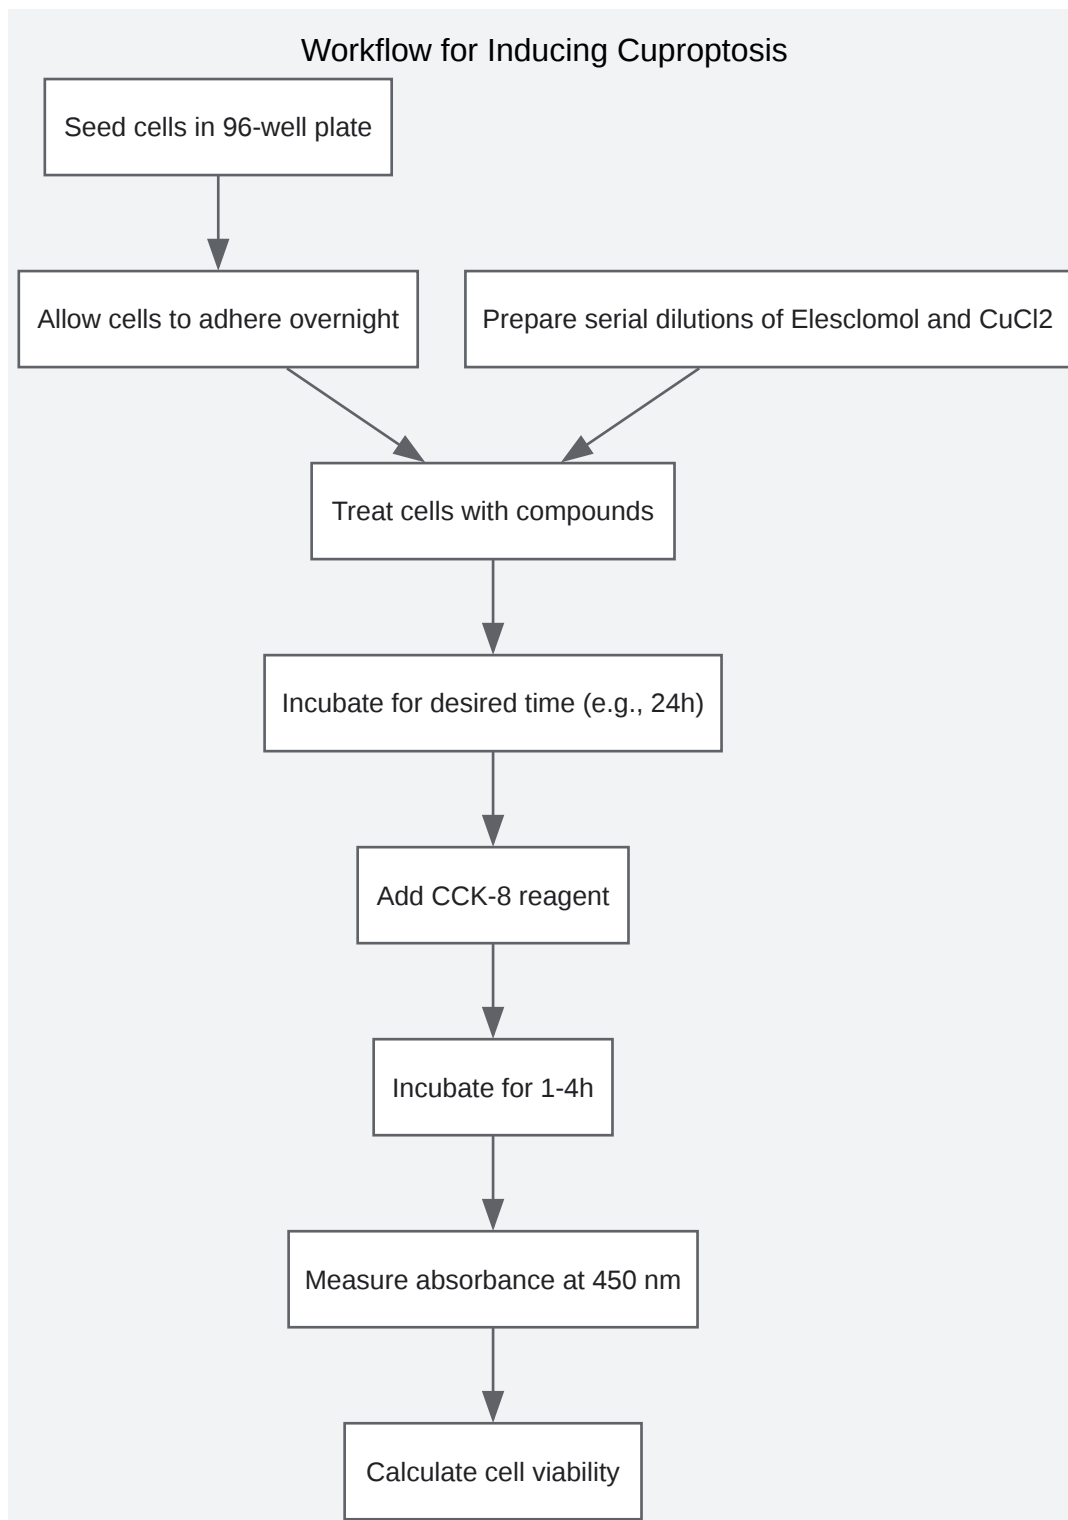 Workflow for Inducing Cuproptosis
Seed cells in 96-well plate
Allow cells to adhere overnight
Prepare serial dilutions of Elesclomol and CuCl2
Treat cells with compounds
Incubate for desired time (e.g., 24h)
Add CCK-8 reagent
Incubate for 1-4h
Measure absorbance at 450 nm
Calculate cell viability